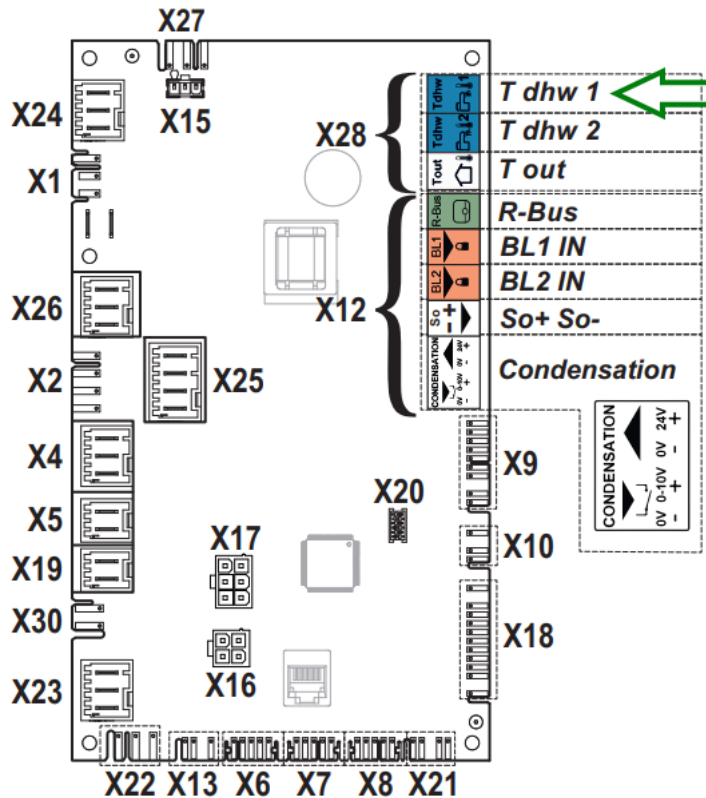 X27
X24
X15
X28
X1
Tdhw Tdhw 1
T dhw 1
Tdhw 2
T dhw 2
Tout
T out
R-Bus
R-Bus
BL1
BL1 IN
BL2
BL2 IN
X12
So
- +
So+ So-
CONDENSATION
0V 0-10V 0V 24V
- + - +
Condensation
X26
X2
X25
CONDENSATION
0V 0-10V 0V 24V
- + - +
X4
X9
X20
X5
X17
X10
X19
X30
X18
X16
X23
X22
X13
X6
X7
X8
X21